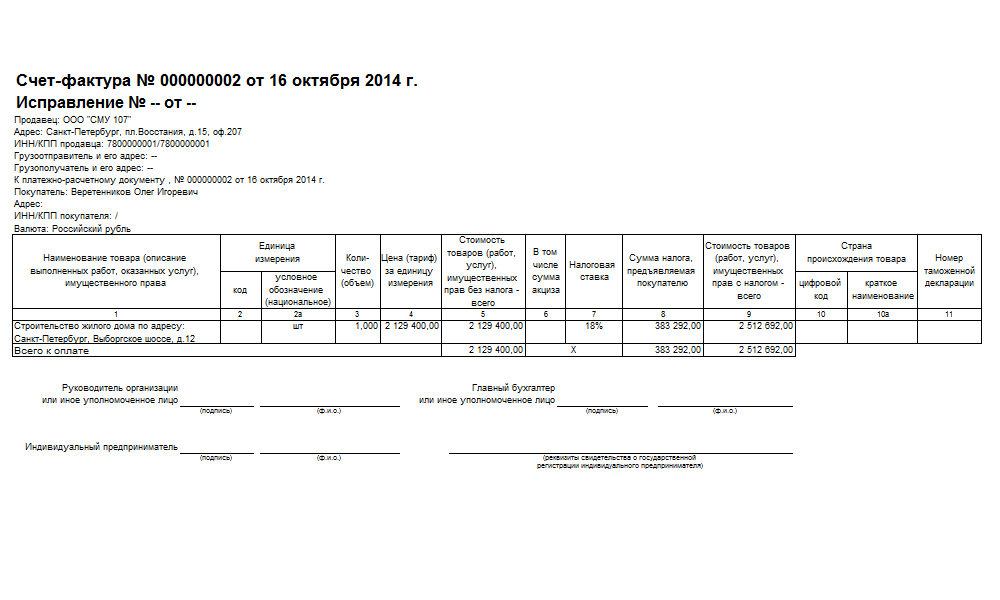 Счет-фактура № 000000002 от 16 октября 2014 г.
Исправление № -- от --
Продавец: ООО "СМУ 107"
Адрес: Санкт-Петербург, пл.Восстания, д.15, оф.207
ИНН/КПП продавца: 7800000001/7800000001
Грузоотправитель и его адрес: --
Грузополучатель и его адрес: --
К платежно-расчетному документу , № 000000002 от 16 октября 2014 г.
Покупатель: Веретенников Олег Игоревич
Адрес:
ИНН/КПП покупателя: /
Валюта: Российский рубль
Наименование товара (описание
выполненных работ, оказанных услуг),
имущественного права
Единица
измерения
код
условное
обозначение
(национальное)
Коли-
чество
(объем)
Цена (тариф)
за единицу
измерения
Стоимость
товаров (работ,
услуг),
имущественных
прав без налога -
всего
В том
числе
сумма
акциза
Налоговая
ставка
Сумма налога,
предъявляемая
покупателю
Стоимость товаров
(работ, услуг),
имущественных
прав с налогом -
всего
Страна
происхождения товара
цифровой
код
краткое
наименование
Номер
таможенной
декларации
1 2 2а 3 4 5 6 7 8 9 10 10а 11
Строительство жилого дома по адресу: шт 1,000 2 129 400,00 2 129 400,00 18% 383 292,00 2 512 692,00
Санкт-Петербург, Выборгское шоссе, д.12
Всего к оплате 2 129 400,00 X 383 292,00 2 512 692,00
Руководитель организации
или иное уполномоченное лицо
(подпись) (ф.и.о.)
Главный бухгалтер
или иное уполномоченное лицо
(подпись) (ф.и.о.)
Индивидуальный предприниматель
(подпись) (ф.и.о.)
(реквизиты свидетельства о государственной
регистрации индивидуального предпринимателя)